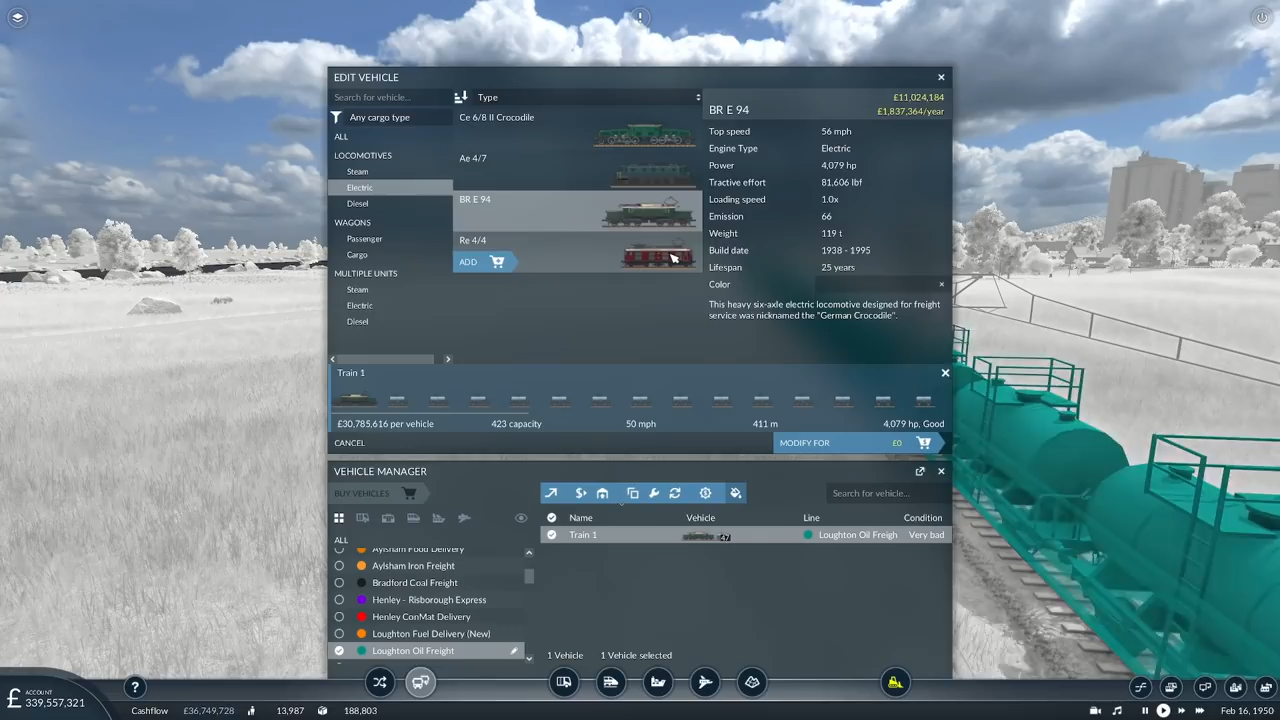 EDIT VEHICLE
Search for vehicle...
Type
Any cargo type
ALL
LOCOMOTIVES
Steam
Electric
Diesel
WAGONS
Passenger
Cargo
MULTIPLE UNITS
Steam
Electric
Diesel
Ce 6/8 II Crocodile
Ae 4/7
BR E 94
Re 4/4
ADD
£11,024,184
BR E 94
£1,837,364/year
Top speed 56 mph
Engine Type Electric
Power 4,079 hp
Tractive effort 81,606 lbf
Loading speed 1.0x
Emission 66
Weight 119 t
Build date 1938 - 1995
Lifespan 25 years
Color
This heavy six-axle electric locomotive designed for freight
service was nicknamed the "German Crocodile".
Train 1
£30,785,616 per vehicle 423 capacity 50 mph 411 m 4,079 hp, Good
CANCEL
MODIFY FOR £0
VEHICLE MANAGER
BUY VEHICLES
Search for vehicle...
ALL
Name Vehicle Line Condition
Train 1 47 Loughton Oil Freigh Very bad
Aylsham Food Delivery
Aylsham Iron Freight
Bradford Coal Freight
Henley - Risborough Express
Henley ConMat Delivery
Loughton Fuel Delivery (New)
Loughton Oil Freight
1 Vehicle 1 Vehicle selected
£ ACCOUNT
339,557,321
?
Cashflow £36,749,728 13,987 188,803
Feb 16, 1950